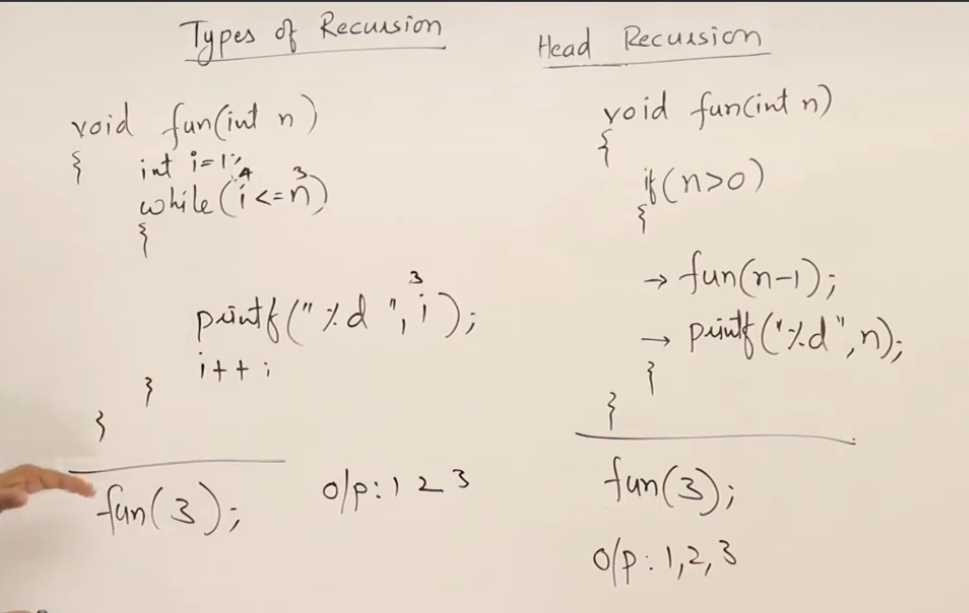 Types of Recursion
void fun(int n)
{
int i=1;
4 3
while(i<=n)
{
3
printf("%d ", i);
i++;
}
}
fun(3);
o/p: 1 2 3
Head Recursion
void fun(int n)
{
if(n>0)
{
→ fun(n-1);
→ printf("%d", n);
}
}
fun(3);
o/p: 1,2,3